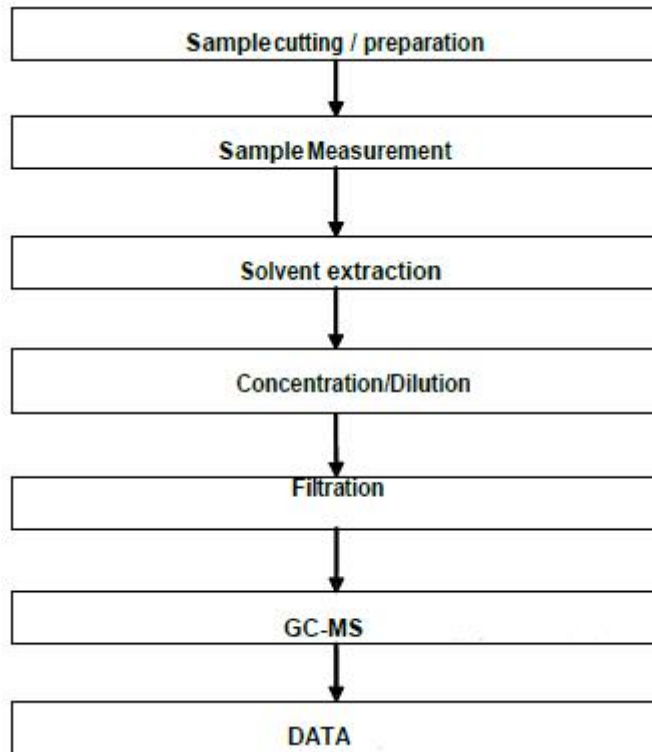 Sample cutting / preparation
Sample Measurement
Solvent extraction
Concentration/Dilution
Filtration
GC-MS
DATA